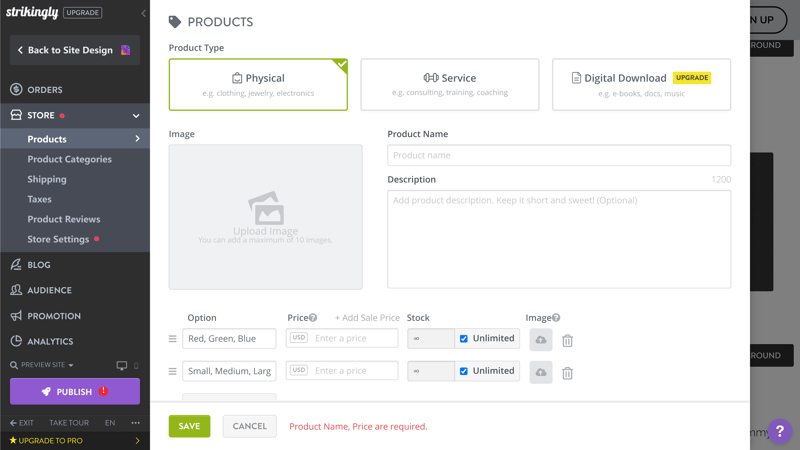 strikingly UPGRADE
Back to Site Design
ORDERS
STORE
Products
Product Categories
Shipping
Taxes
Product Reviews
Store Settings
BLOG
AUDIENCE
PROMOTION
ANALYTICS
PREVIEW SITE
PUBLISH !
EXIT TAKE TOUR EN
UPGRADE TO PRO
PRODUCTS
Product Type
Physical
e.g. clothing, jewelry, electronics
Service
e.g. consulting, training, coaching
Digital Download UPGRADE
e.g. e-books, docs, music
Image
Upload Image
You can add a maximum of 10 images.
Product Name
Product name
Description 1200
Add product description. Keep it short and sweet! (Optional)
Option Price? + Add Sale Price Stock Image?
Red, Green, Blue USD Enter a price ∞ Unlimited
Small, Medium, Larg USD Enter a price ∞ Unlimited
SAVE CANCEL Product Name, Price are required.
N UP
OUND
OUND
?